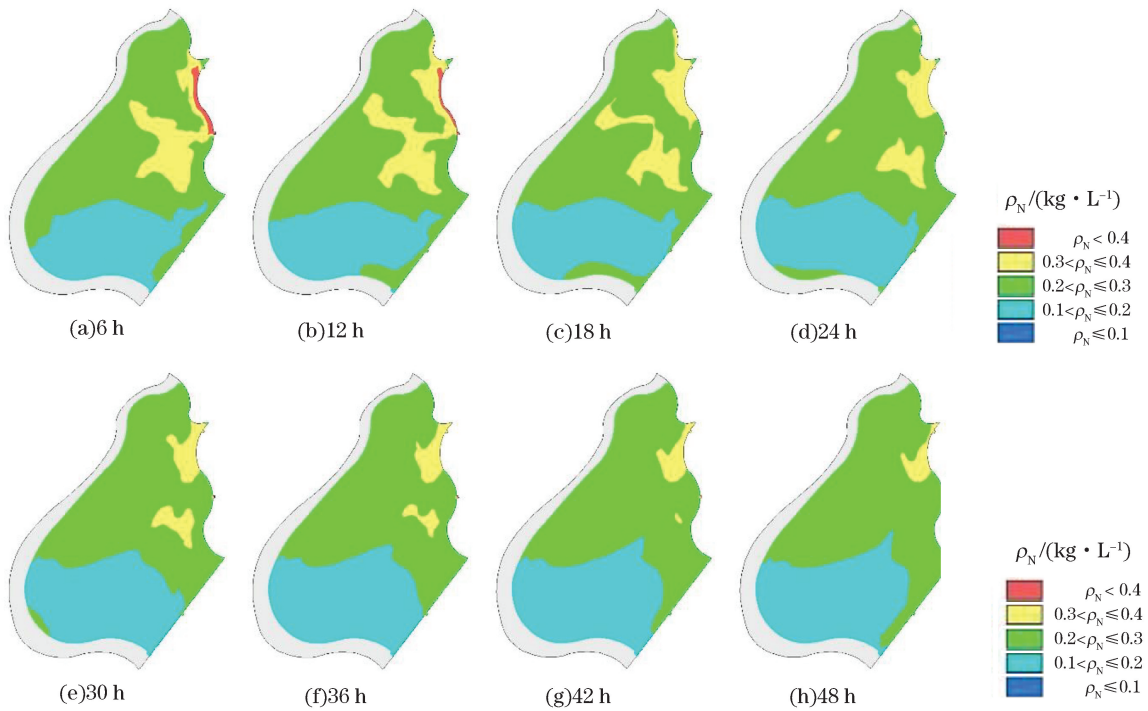 (a)6 h
(b)12 h
(c)18 h
(d)24 h
ρN/(kg·L⁻¹)
ρN < 0.4
0.3<ρN≤0.4
0.2<ρN≤0.3
0.1<ρN≤0.2
ρN≤0.1
(e)30 h
(f)36 h
(g)42 h
(h)48 h
ρN/(kg·L⁻¹)
ρN < 0.4
0.3<ρN≤0.4
0.2<ρN≤0.3
0.1<ρN≤0.2
ρN≤0.1